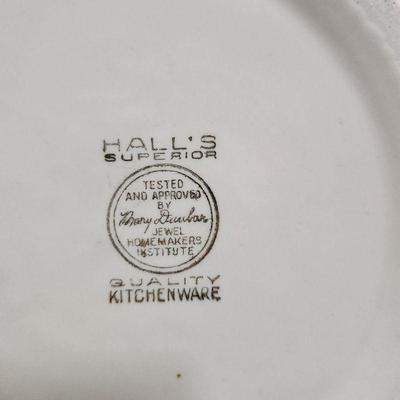 HALL'S
SUPERIOR
TESTED
AND APPROVED
BY
Mary Dunbar
JEWEL
HOMEMAKERS
INSTITUTE
QUALITY
KITCHENWARE